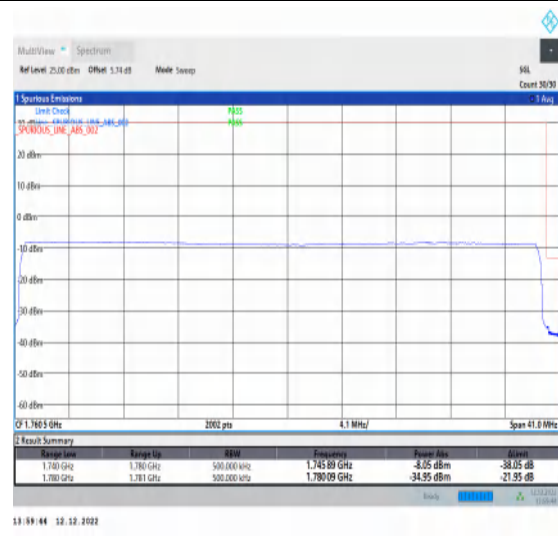 MultiView Spectrum
Ref Level 25.00 dBm Offset 5.74 dB Mode Sweep SGL
Count 30/30
1 Spurious Emissions 1 Avg
Limit Check PASS
PASS
SPURIOUS_LINE_ABS_002
20 dBm
10 dBm
0 dBm
-10 dBm
-20 dBm
-30 dBm
-40 dBm
-50 dBm
-60 dBm
CF 1.7605 GHz 2002 pts 4.1 MHz/ Span 41.0 MHz
2 Result Summary
Range Low Range Up RBW Frequency Power Abs ΔLimit
1.740 GHz 1.780 GHz 500.000 kHz 1.74589 GHz -8.05 dBm -38.05 dB
1.780 GHz 1.781 GHz 500.000 kHz 1.78009 GHz -34.95 dBm -21.95 dB
Ready
13:59:44 12.12.2022